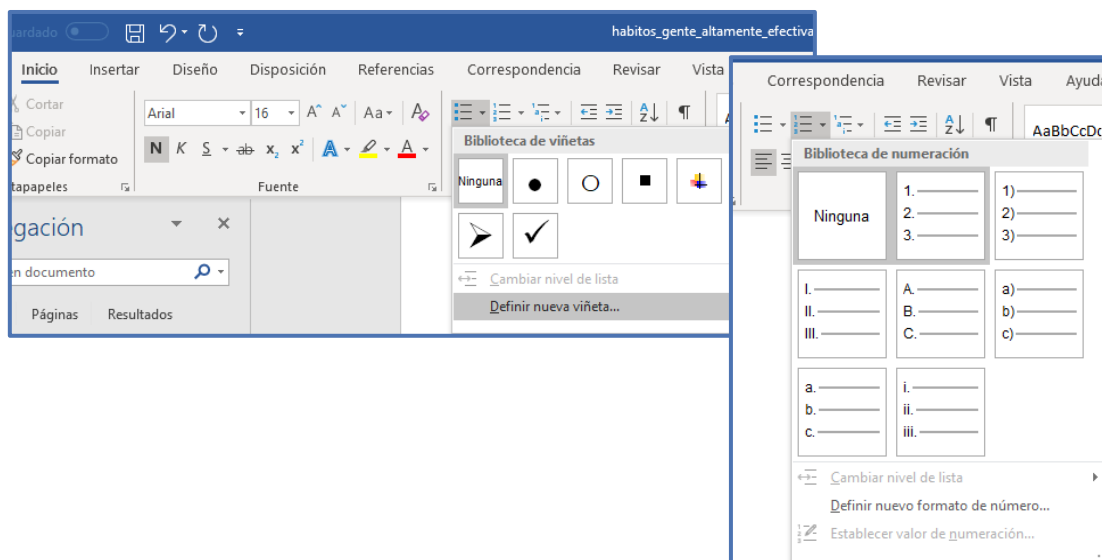 uardado
habitos_gente_altamente_efectiva
Inicio Insertar Diseño Disposición Referencias Correspondencia Revisar Vista
Cortar
Copiar
Copiar formato
tapapeles
Arial 16 A^ A˅ Aa A
N K S ab x₂ x² A A
Fuente
A Z ¶
Biblioteca de viñetas
Ninguna
Cambiar nivel de lista
Definir nueva viñeta...
egación
en documento
Páginas Resultados
Correspondencia Revisar Vista Ayuda
A Z ¶ AaBbCcDc
Biblioteca de numeración
Ninguna
1.
2.
3.
1)
2)
3)
I.
II.
III.
A.
B.
C.
a)
b)
c)
a.
b.
c.
i.
ii.
iii.
Cambiar nivel de lista
Definir nuevo formato de número...
Establecer valor de numeración...